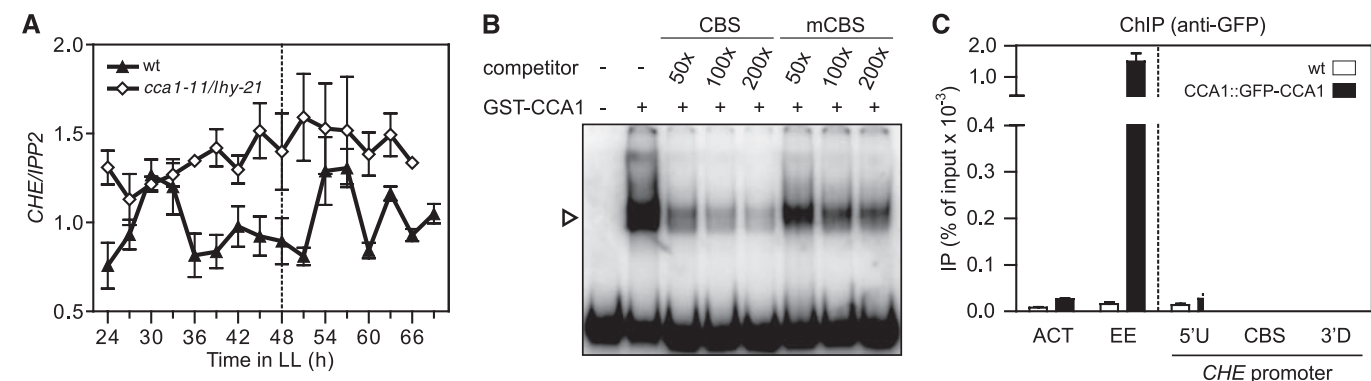 A
2.0
1.5
1.0
0.5
CHE/IPP2
wt
cca1-11/lhy-21
24 30 36 42 48 54 60 66
Time in LL (h)
B
CBS mCBS
competitor - - 50x 100x 200x 50x 100x 200x
GST-CCA1 - + + + + + + +
C
ChIP (anti-GFP)
2.0
1.0
0.4
0.3
0.2
0.1
0.0
IP (% of input x 10-3)
wt
CCA1::GFP-CCA1
ACT EE 5'U CBS 3'D
CHE promoter